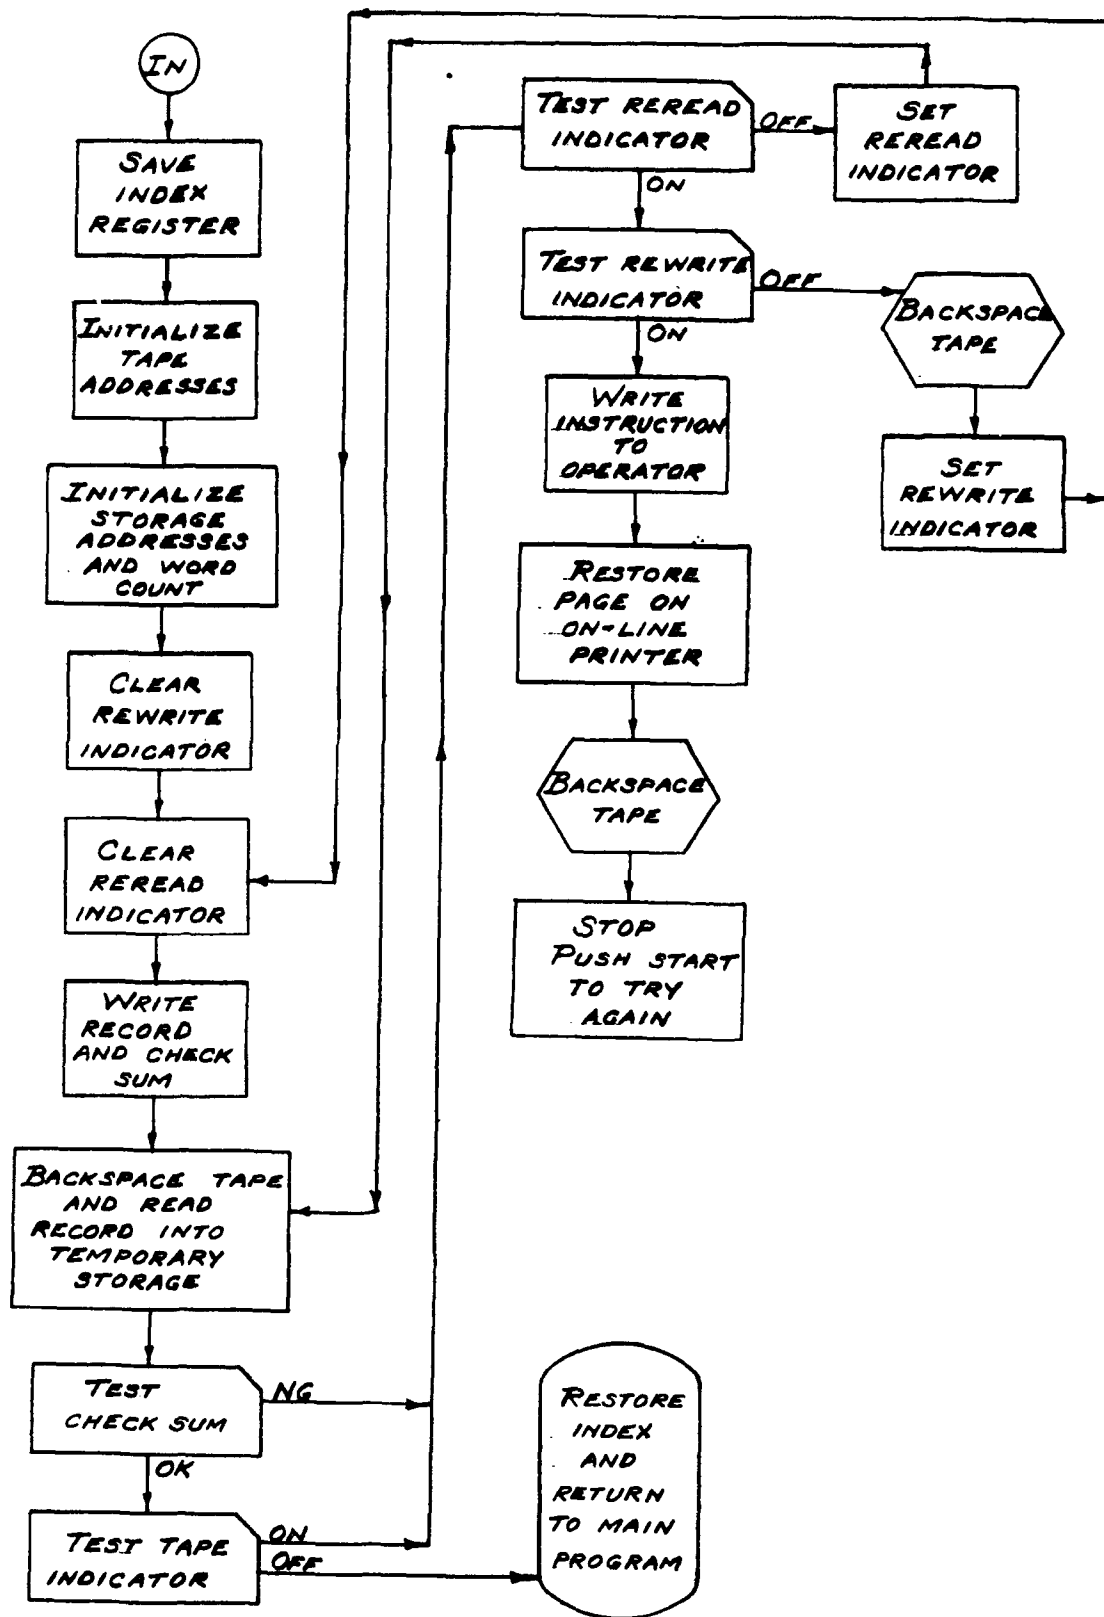 IN
SAVE
INDEX
REGISTER
INITIALIZE
TAPE
ADDRESSES
INITIALIZE
STORAGE
ADDRESSES
AND WORD
COUNT
CLEAR
REWRITE
INDICATOR
CLEAR
REREAD
INDICATOR
WRITE
RECORD
AND CHECK
SUM
BACKSPACE TAPE
AND READ
RECORD INTO
TEMPORARY
STORAGE
TEST
CHECK SUM
NG
OK
TEST TAPE
INDICATOR
ON
OFF
TEST REREAD
INDICATOR
OFF
ON
SET
REREAD
INDICATOR
TEST REWRITE
INDICATOR
OFF
ON
BACKSPACE
TAPE
SET
REWRITE
INDICATOR
WRITE
INSTRUCTION
TO
OPERATOR
RESTORE
PAGE ON
ON-LINE
PRINTER
BACKSPACE
TAPE
STOP
PUSH START
TO TRY
AGAIN
RESTORE
INDEX
AND
RETURN
TO MAIN
PROGRAM